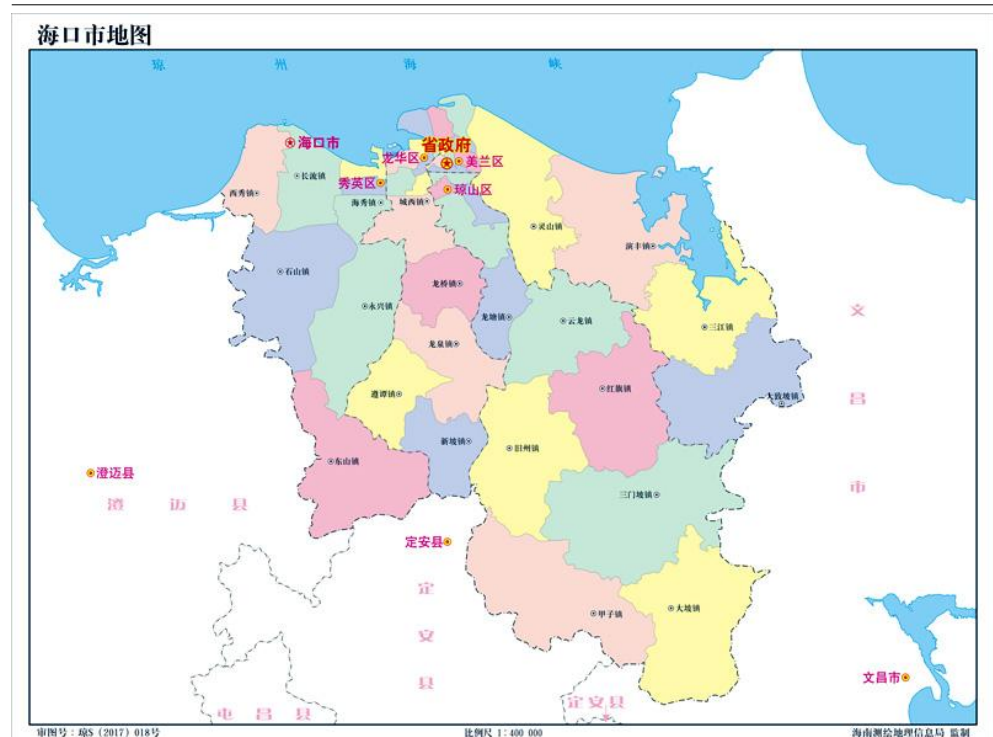 海口市地图
琼州海峡
海口市
省政府
龙华区
美兰区
长流镇
秀英区
琼山区
西秀镇
海秀镇
城西镇
灵山镇
演丰镇
石山镇
龙桥镇
永兴镇
龙塘镇
云龙镇
三江镇
文昌市
龙泉镇
遵谭镇
红旗镇
大致坡镇
新坡镇
旧州镇
东山镇
澄迈县
澄迈县
三门坡镇
定安县
定安县
甲子镇
大坡镇
文昌市
屯昌县
定安县
审图号:琼S (2017) 018号
比例尺 1:400 000
海南测绘地理信息局 监制